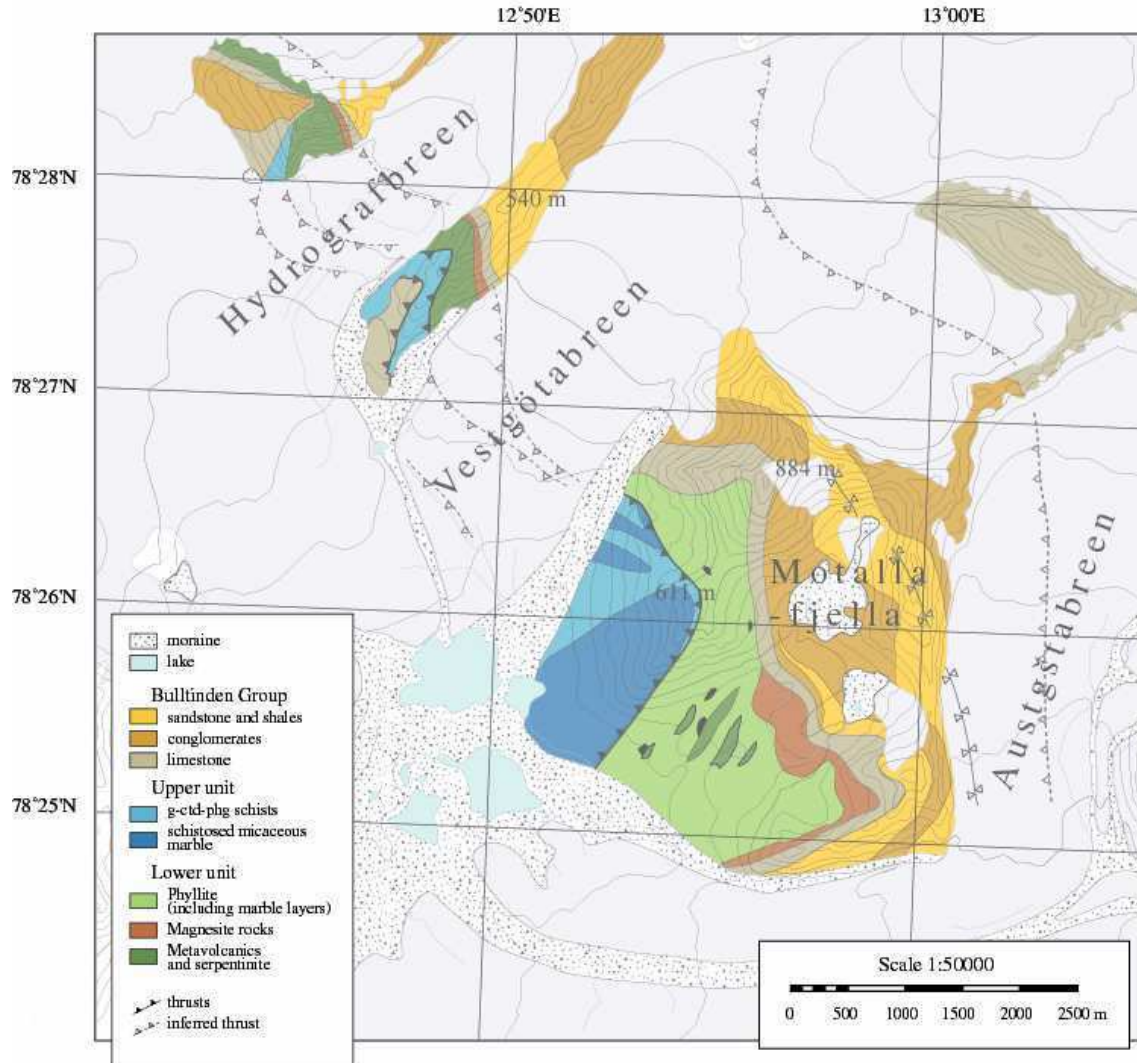 12°50'E
13°00'E
78°28'N
540 m
Hydrografbreen
78°27'N
Vestgötabreen
884 m
78°26'N
611 m
Motalla
-fjella
Austgstabreen
78°25'N
moraine
lake
Bulltinden Group
sandstone and shales
conglomerates
limestone
Upper unit
g-ctd-phg schists
schistosed micaceous
marble
Lower unit
Phyllite
(including marble layers)
Magnesite rocks
Metavolcanics
and serpentinite
thrusts
inferred thrust
Scale 1:50000
0 500 1000 1500 2000 2500 m